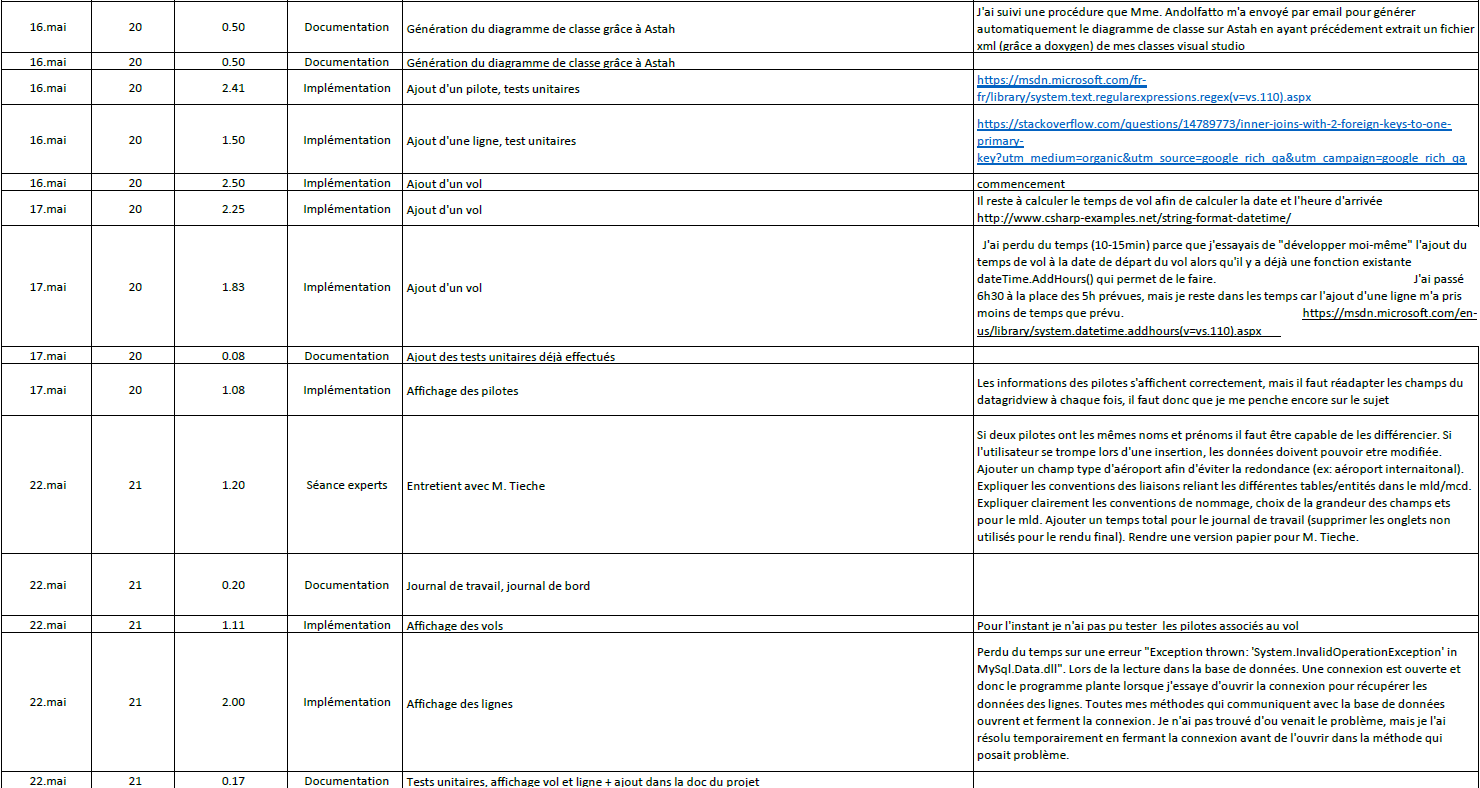 J'ai suivi une procédure que Mme. Andolfatto m'a envoyé par email pour générer
16.mai 20 0.50 Documentation Génération du diagramme de classe grâce à Astah automatiquement le diagramme de classe sur Astah en ayant précédement extrait un fichier
xml (grâce a doxygen) de mes classes visual studio
16.mai 20 0.50 Documentation Génération du diagramme de classe grâce à Astah
16.mai 20 2.41 Implémentation Ajout d'un pilote, tests unitaires https://msdn.microsoft.com/fr-
fr/library/system.text.regularexpressions.regex(v=vs.110).aspx
https://stackoverflow.com/questions/14789773/inner-joins-with-2-foreign-keys-to-one-
16.mai 20 1.50 Implémentation Ajout d'une ligne, test unitaires primary-
key?utm_medium=organic&utm_source=google_rich_qa&utm_campaign=google_rich_qa
16.mai 20 2.50 Implémentation Ajout d'un vol commencement
17.mai 20 2.25 Implémentation Ajout d'un vol Il reste à calculer le temps de vol afin de calculer la date et l'heure d'arrivée
http://www.csharp-examples.net/string-format-datetime/
J'ai perdu du temps (10-15min) parce que j'essayais de "développer moi-même" l'ajout du
temps de vol à la date de départ du vol alors qu'il y a déjà une fonction existante
dateTime.AddHours() qui permet de le faire. J'ai passé
17.mai 20 1.83 Implémentation Ajout d'un vol 6h30 à la place des 5h prévues, mais je reste dans les temps car l'ajout d'une ligne m'a pris
moins de temps que prévu. https://msdn.microsoft.com/en-
us/library/system.datetime.addhours(v=vs.110).aspx
17.mai 20 0.08 Documentation Ajout des tests unitaires déjà effectués
17.mai 20 1.08 Implémentation Affichage des pilotes Les informations des pilotes s'affichent correctement, mais il faut réadapter les champs du
datagridview à chaque fois, il faut donc que je me penche encore sur le sujet
Si deux pilotes ont les mêmes noms et prénoms il faut être capable de les différencier. Si
l'utilisateur se trompe lors d'une insertion, les données doivent pouvoir etre modifiée.
Ajouter un champ type d'aéroport afin d'éviter la redondance (ex: aéroport internaitonal).
22.mai 21 1.20 Séance experts Entretient avec M. Tieche Expliquer les conventions des liaisons reliant les différentes tables/entités dans le mld/mcd.
Expliquer clairement les conventions de nommage, choix de la grandeur des champs ets
pour le mld. Ajouter un temps total pour le journal de travail (supprimer les onglets non
utilisés pour le rendu final). Rendre une version papier pour M. Tieche.
22.mai 21 0.20 Documentation Journal de travail, journal de bord
22.mai 21 1.11 Implémentation Affichage des vols Pour l'instant je n'ai pas pu tester  les pilotes associés au vol
Perdu du temps sur une erreur "Exception thrown: 'System.InvalidOperationException' in
MySql.Data.dll". Lors de la lecture dans la base de données. Une connexion est ouverte et
donc le programme plante lorsque j'essaye d'ouvrir la connexion pour récupérer les
22.mai 21 2.00 Implémentation Affichage des lignes données des lignes. Toutes mes méthodes qui communiquent avec la base de données
ouvrent et ferment la connexion. Je n'ai pas trouvé d'ou venait le problème, mais je l'ai
résolu temporairement en fermant la connexion avant de l'ouvrir dans la méthode qui
posait problème.
22.mai 21 0.17 Documentation Tests unitaires, affichage vol et ligne + ajout dans la doc du projet